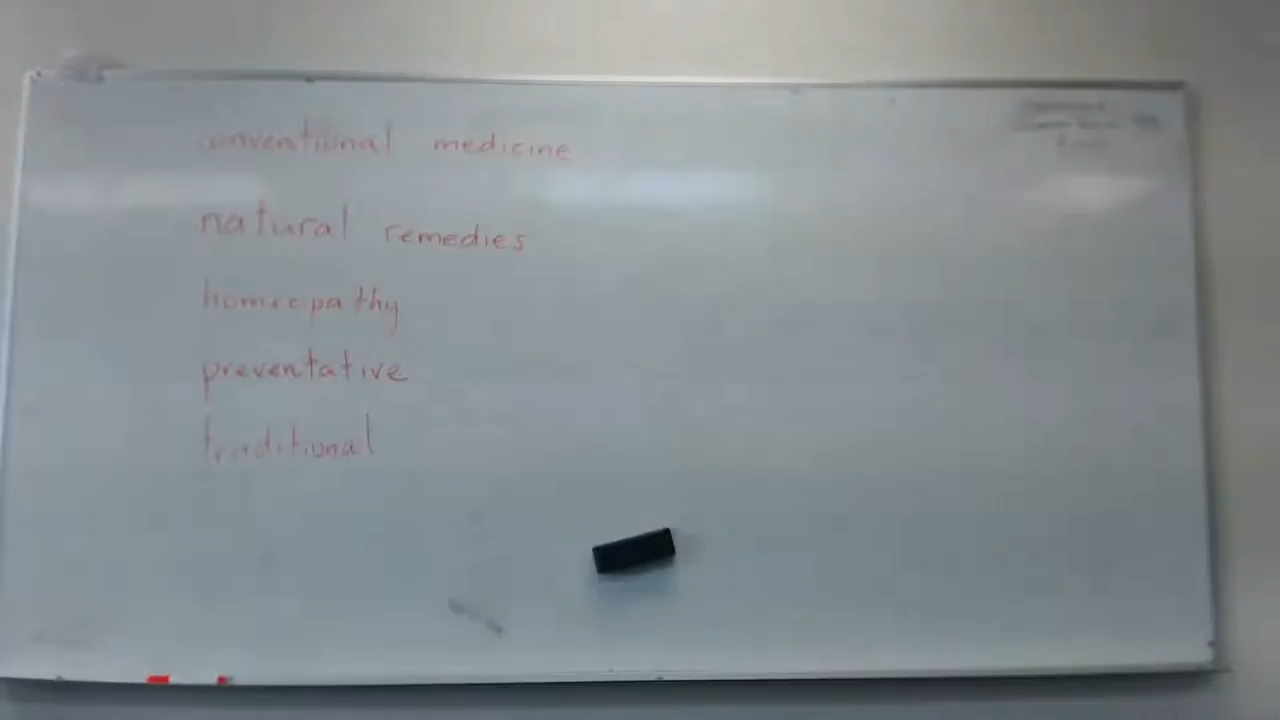 conventional medicine
natural remedies
homeopathy
preventative
traditional